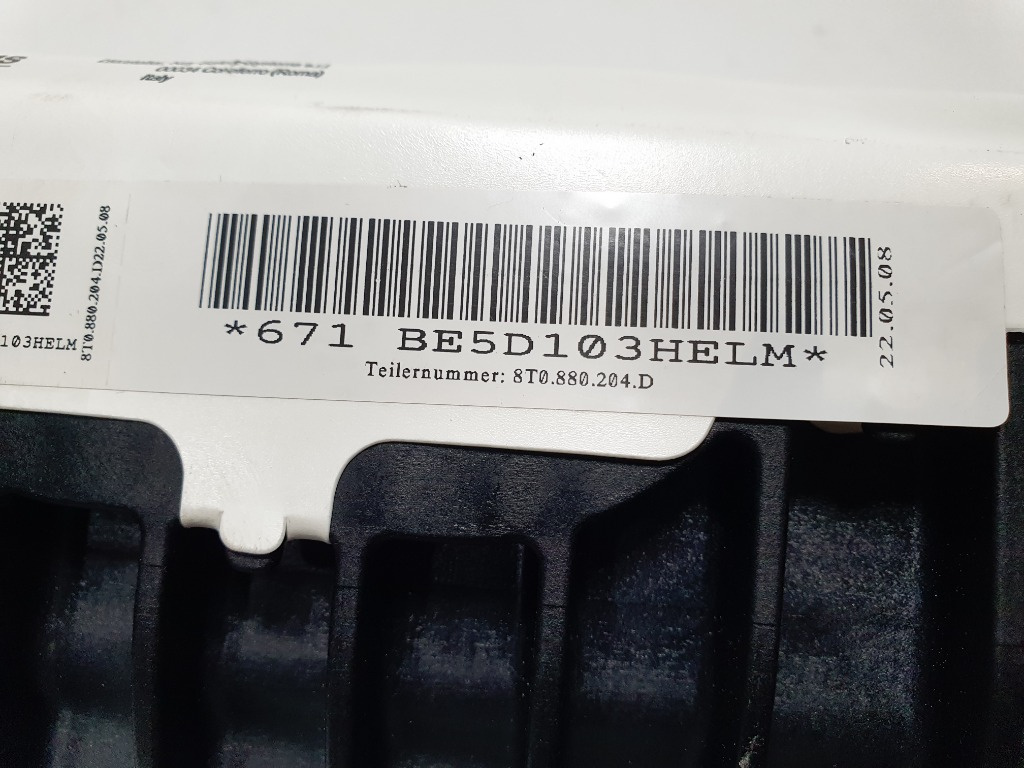 00034 Colleferro (Roma)
Italy
8T0.880.204.D22.05.08
103HELM
*671 BE5D103HELM*
Teilernummer: 8T0.880.204.D
22.05.08